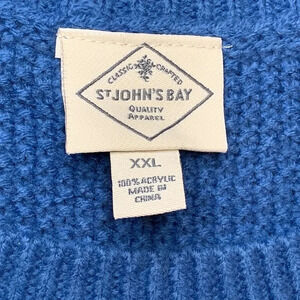 CLASSIC CRAFTED
ST JOHN'S BAY
QUALITY
APPAREL
XXL
100% ACRYLIC
MADE IN
CHINA